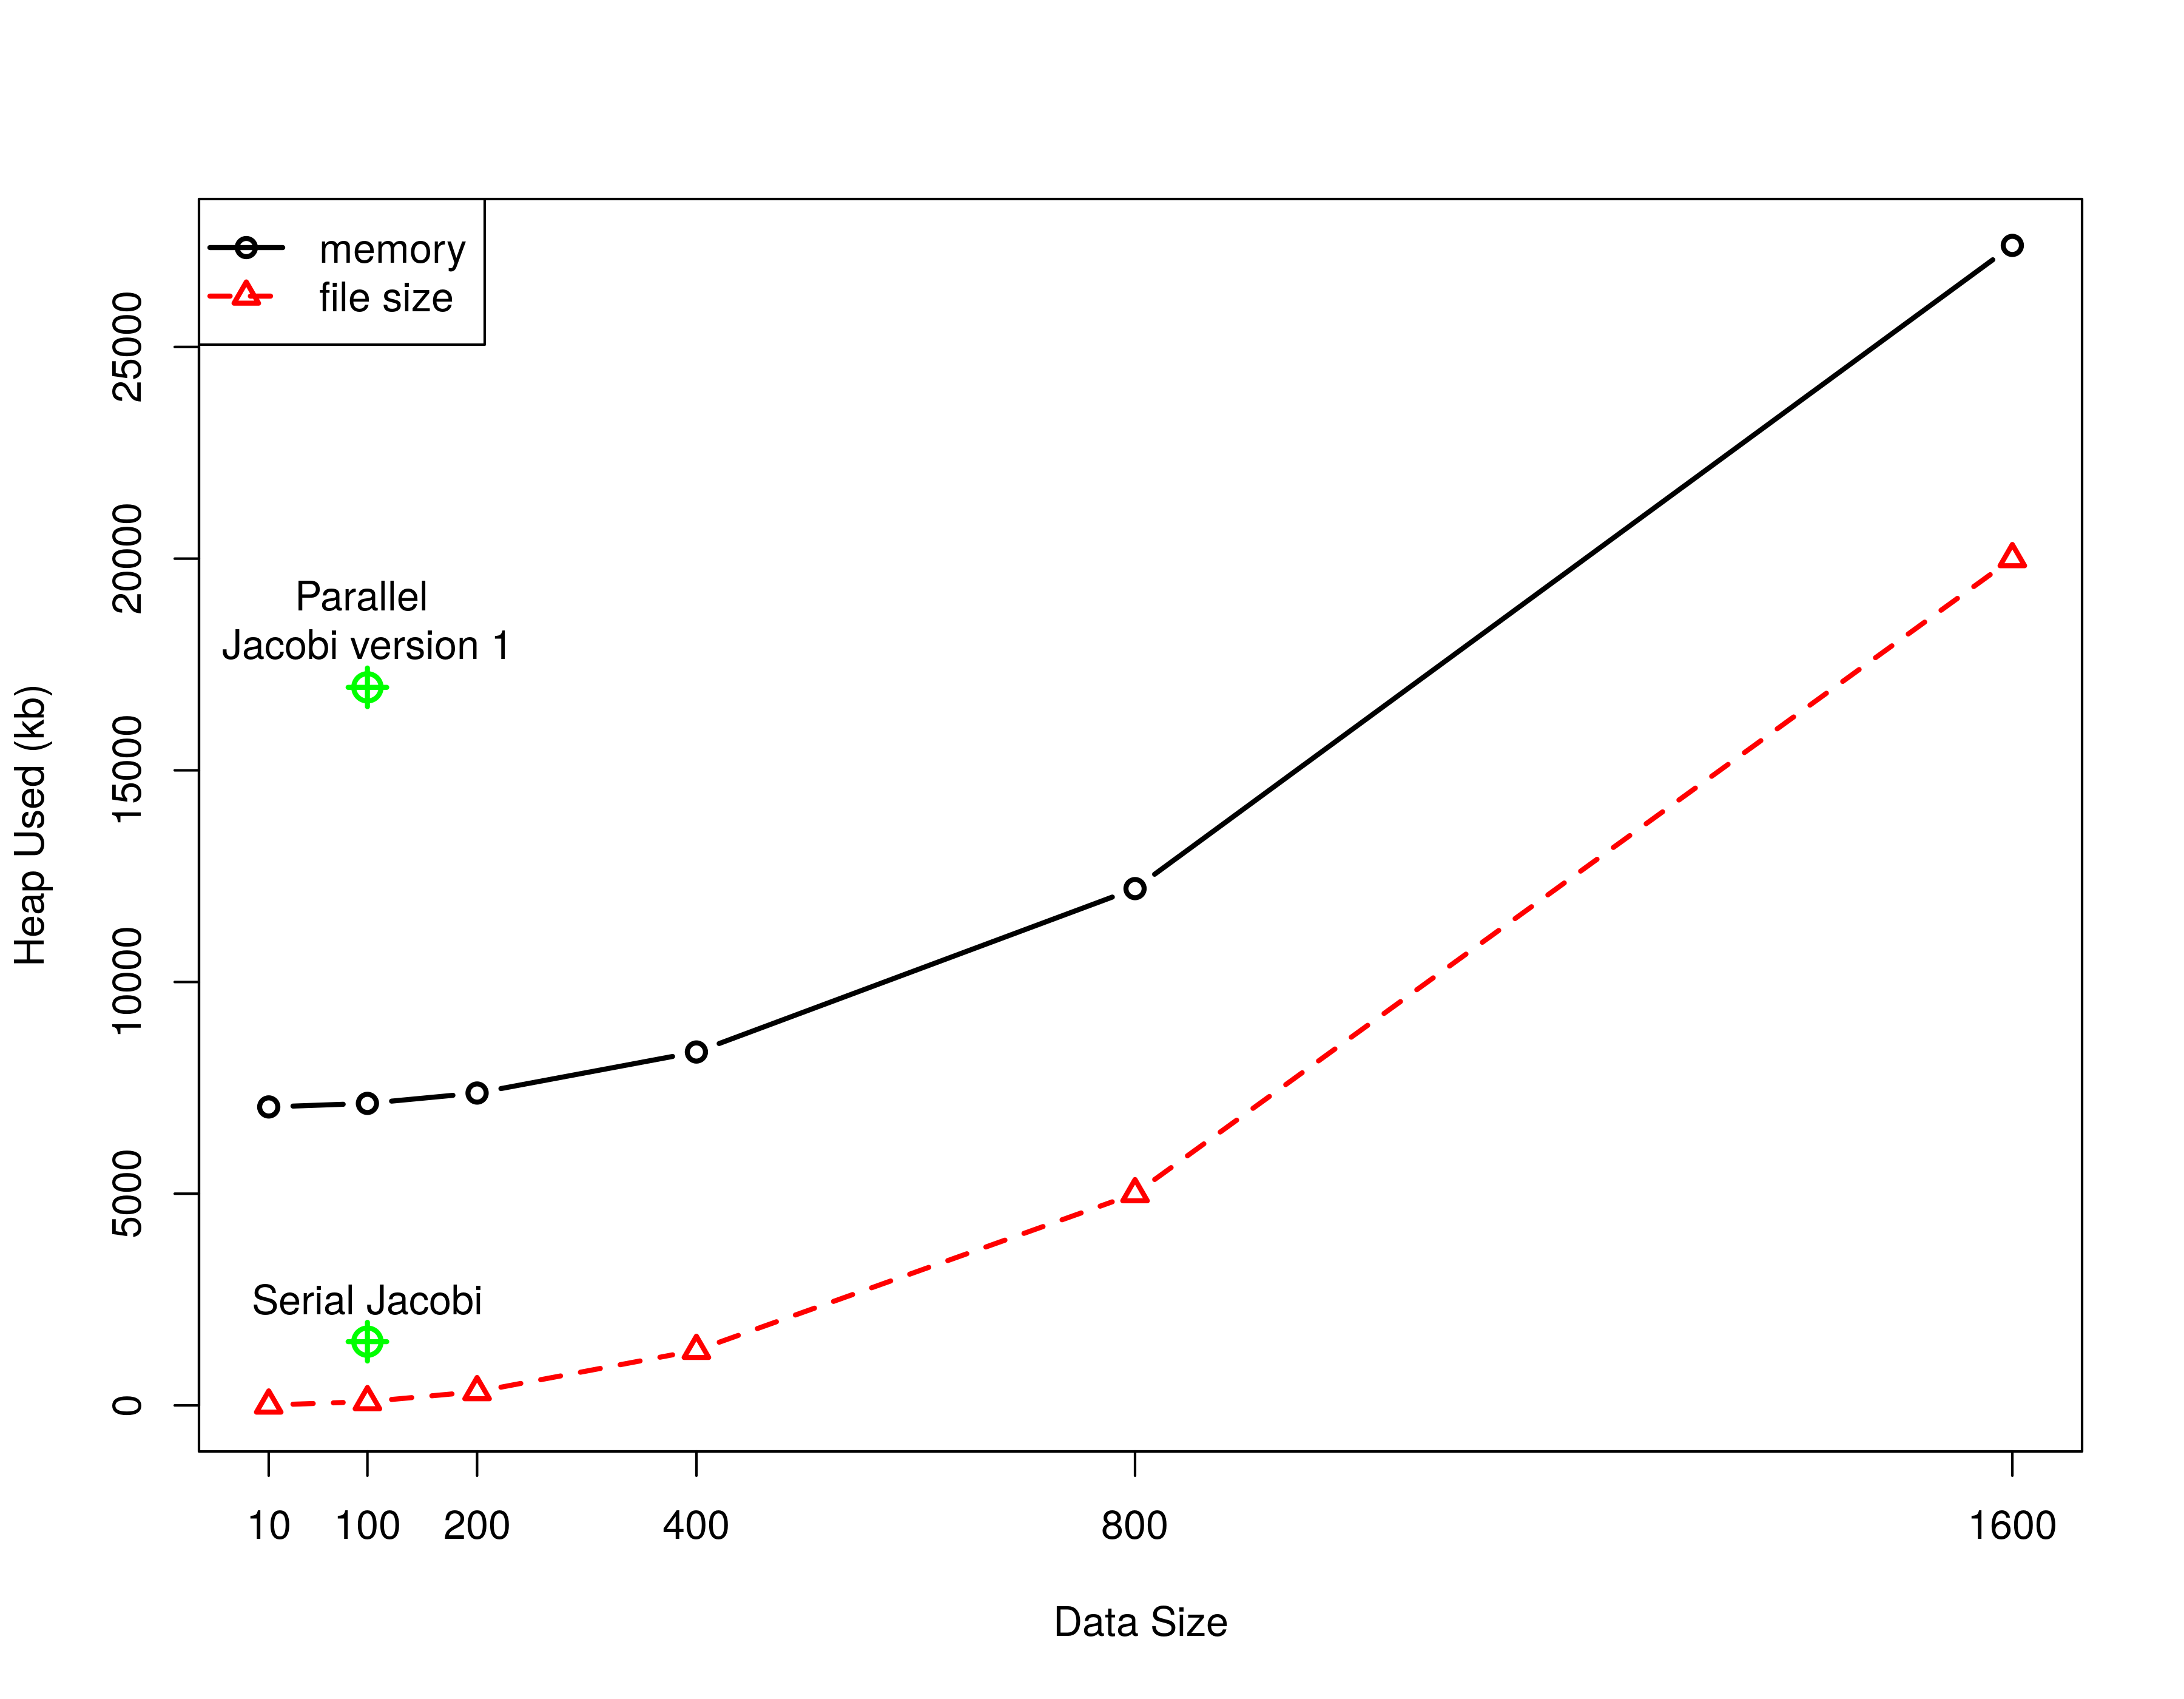 memory
file size
25000
20000
15000
10000
5000
0
Heap Used (kb)
Parallel
Jacobi version 1
Serial Jacobi
10 100 200 400 800 1600
Data Size